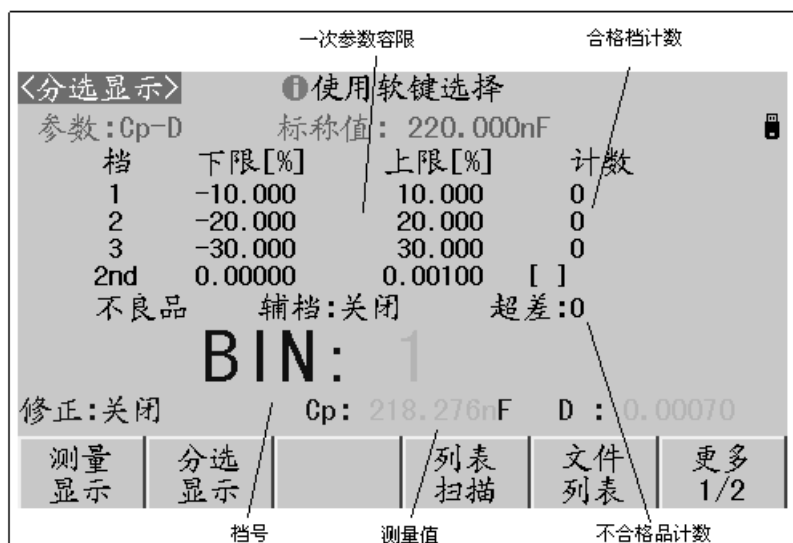 一次参数容限 合格档计数
<分选显示> 使用软键选择
参数:Cp-D 标称值: 220.000nF
档 下限[%] 上限[%] 计数
1 -10.000 10.000 0
2 -20.000 20.000 0
3 -30.000 30.000 0
2nd 0.00000 0.00100 [ ]
不良品 辅档:关闭 超差:0
BIN: 1
修正:关闭 Cp: 218.276nF D : 0.00070
测量 分选 列表 文件 更多
显示 显示 扫描 列表 1/2
档号 测量值 不合格品计数